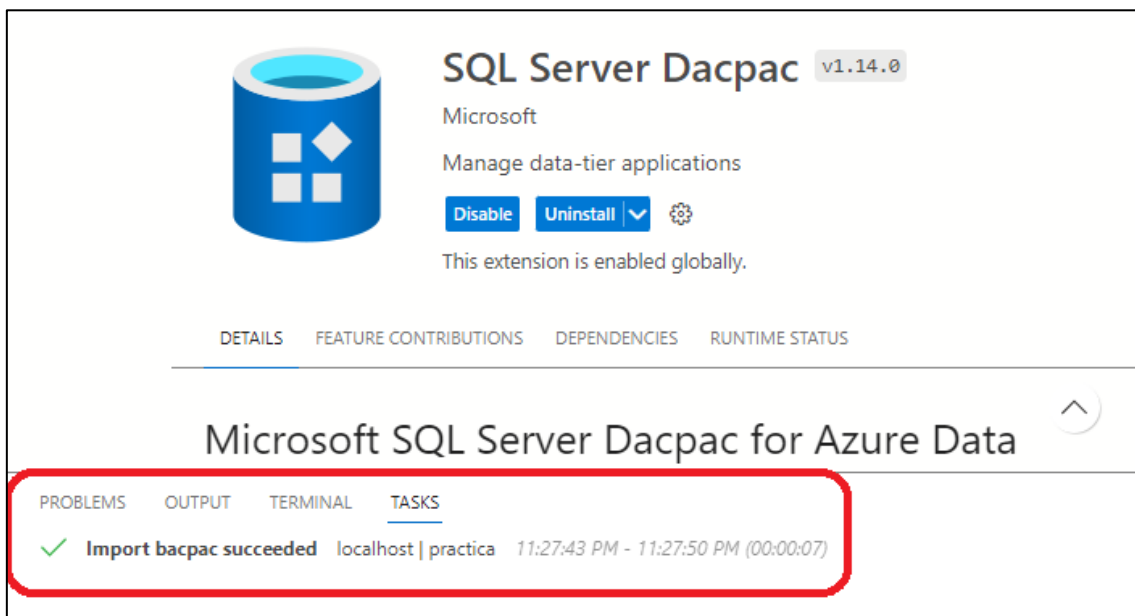 SQL Server Dacpac v1.14.0
Microsoft
Manage data-tier applications
Disable Uninstall
This extension is enabled globally.
DETAILS FEATURE CONTRIBUTIONS DEPENDENCIES RUNTIME STATUS
Microsoft SQL Server Dacpac for Azure Data
PROBLEMS OUTPUT TERMINAL TASKS
Import bacpac succeeded localhost | practica 11:27:43 PM - 11:27:50 PM (00:00:07)